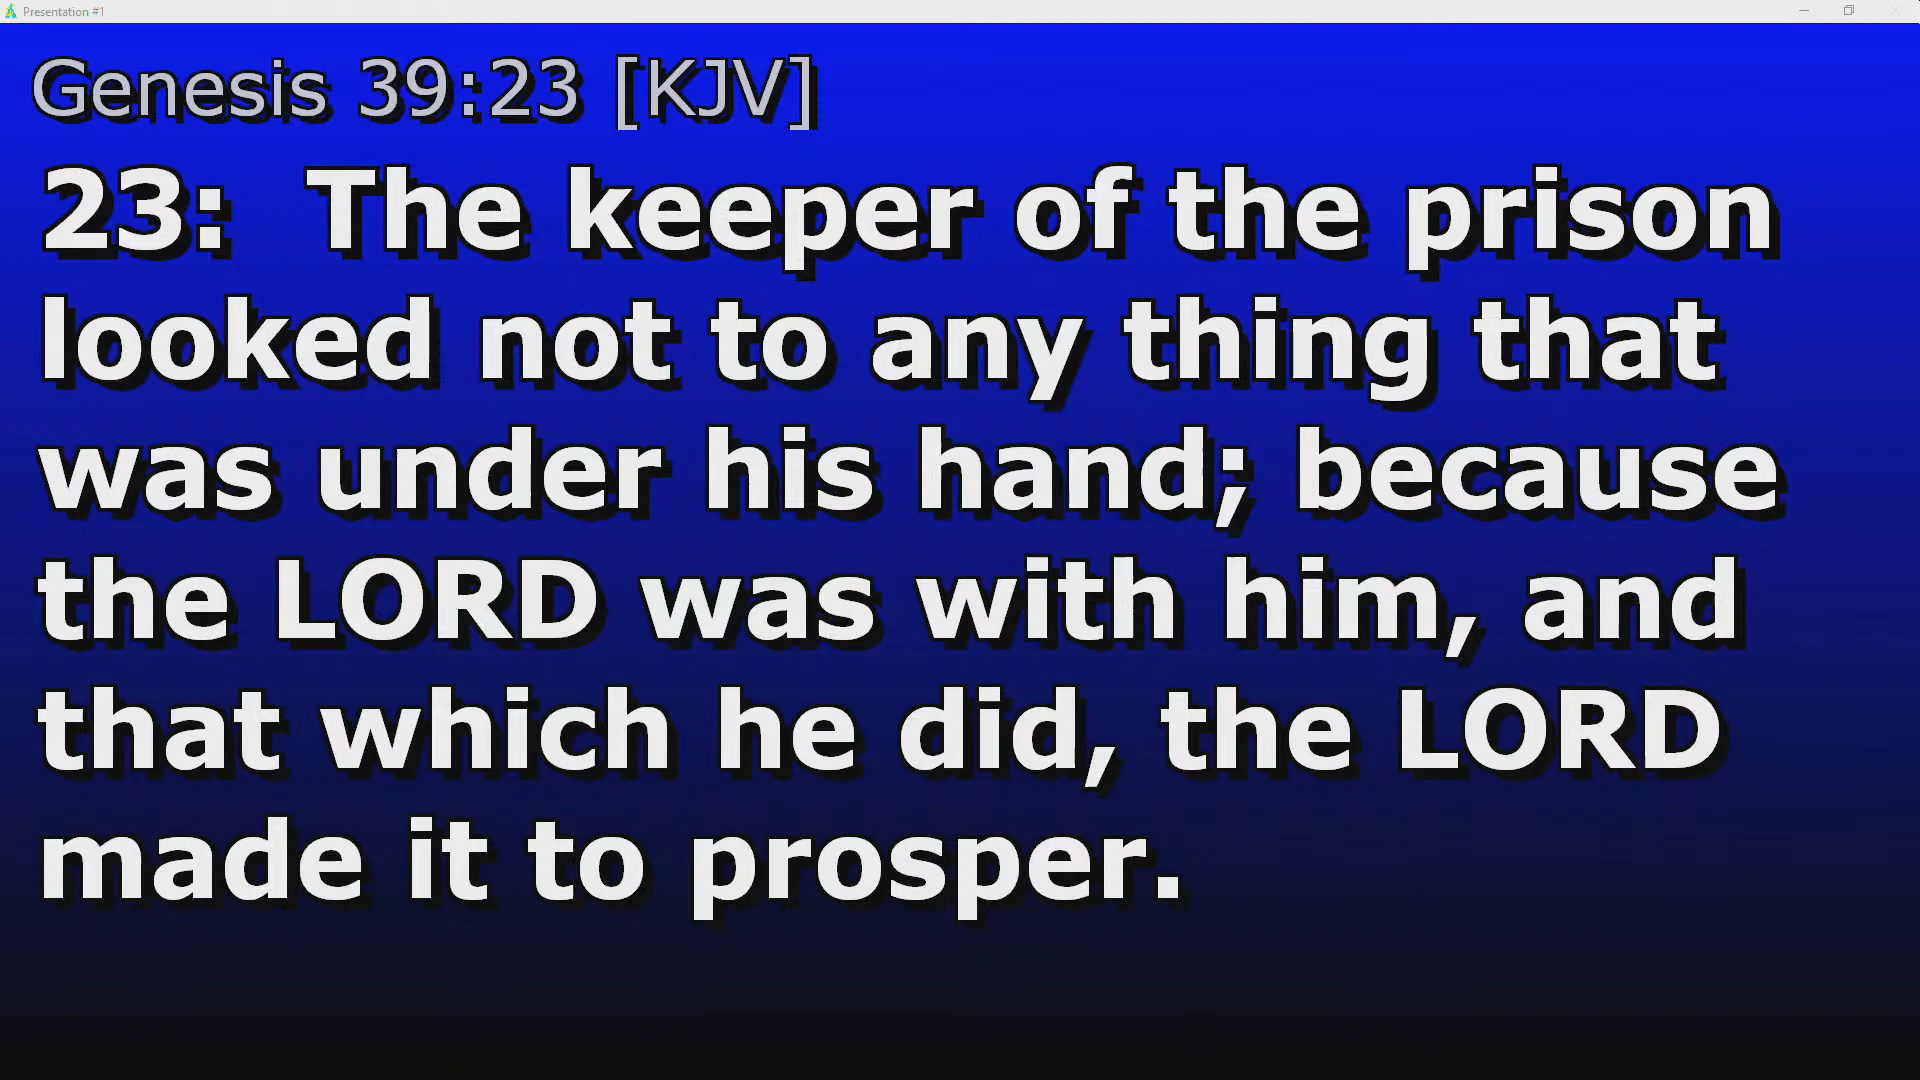 Presentation #1
Genesis 39:23 [KJV]
23:  The keeper of the prison
looked not to any thing that
was under his hand; because
the LORD was with him, and
that which he did, the LORD
made it to prosper.